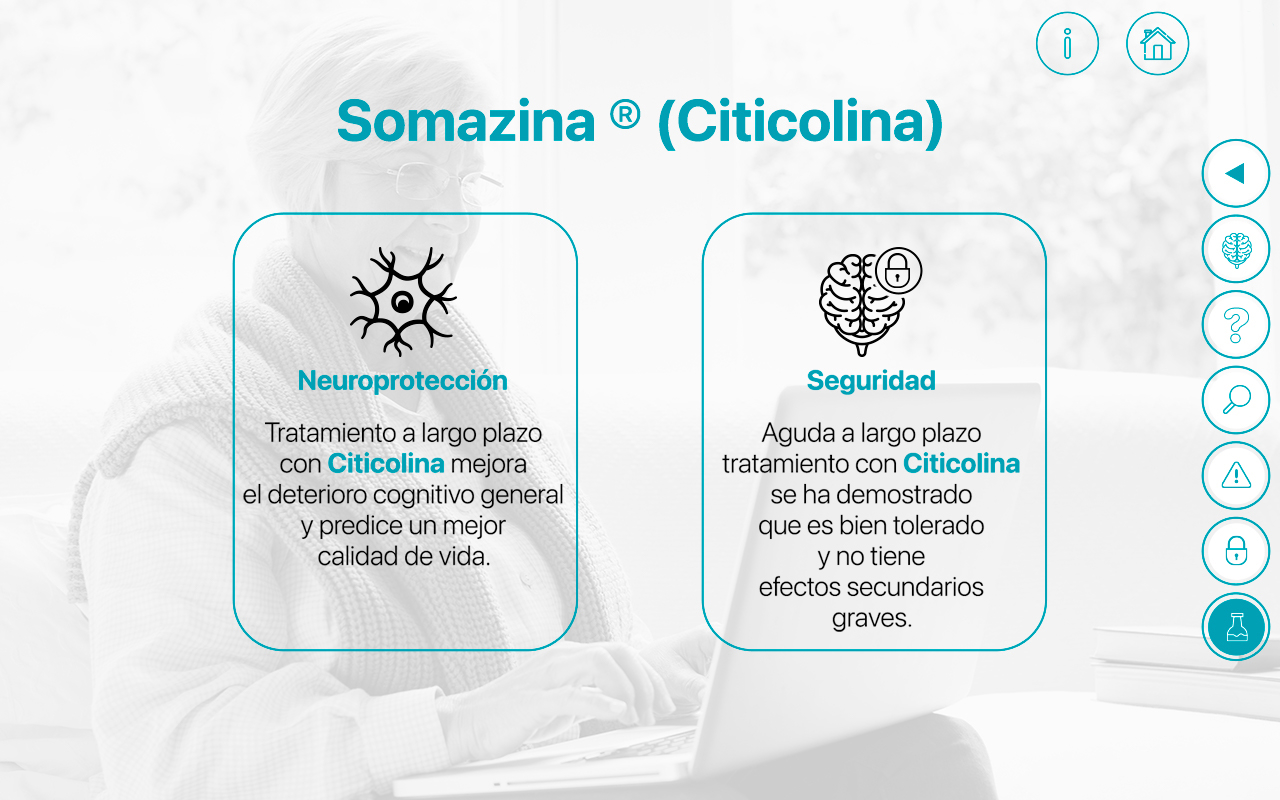 Somazina ® (Citicolina)
Neuroprotección
Tratamiento a largo plazo
con Citicolina mejora
el deterioro cognitivo general
y predice un mejor
calidad de vida.
Seguridad
Aguda a largo plazo
tratamiento con Citicolina
se ha demostrado
que es bien tolerado
y no tiene
efectos secundarios
graves.